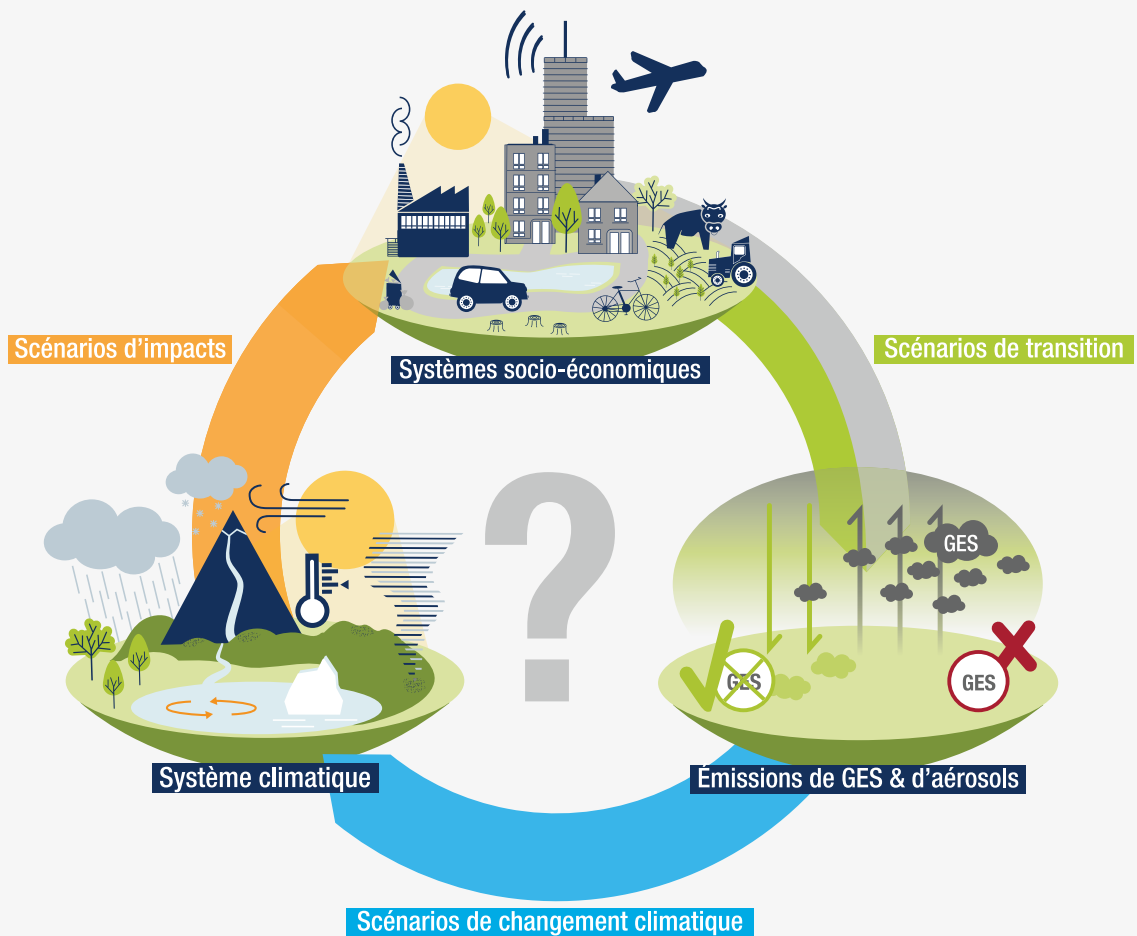 Scénarios d'impacts
Systèmes socio-économiques
Scénarios de transition
GES
GES
GES
Système climatique
Émissions de GES & d'aérosols
?
Scénarios de changement climatique